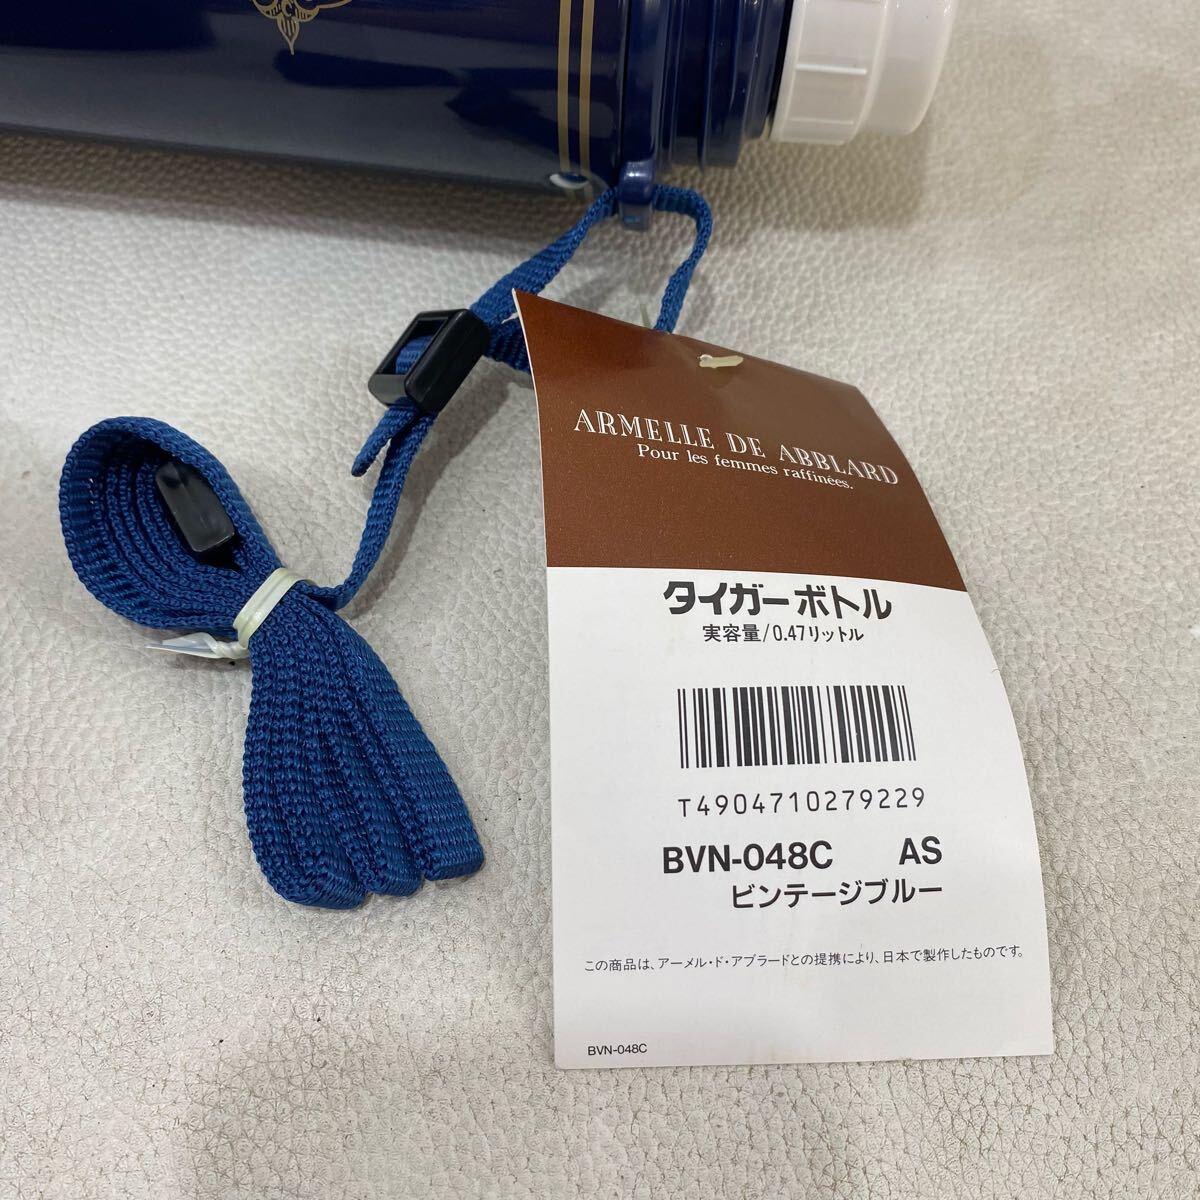 ARMELLE DE ABBLARD
Pour les femmes raffinées.
タイガーボトル
実容量/0.47リットル
T4904710279229
BVN-048C AS
ビンテージブルー
この商品は、アーメル・ド・アブラードとの提携により、日本で製作したものです。
BVN-048C